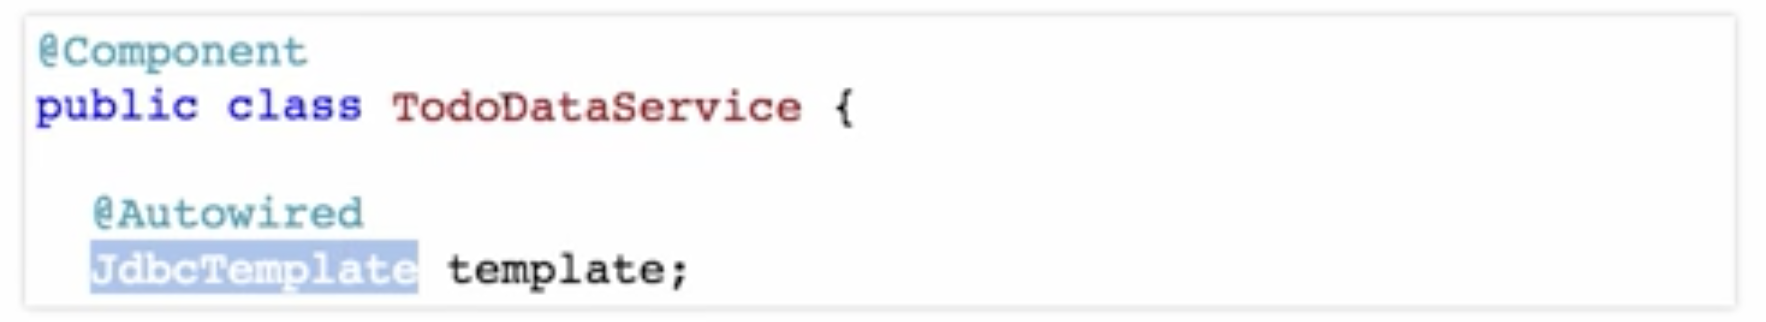 @Component
public class TodoDataService {
@Autowired
JdbcTemplate template;